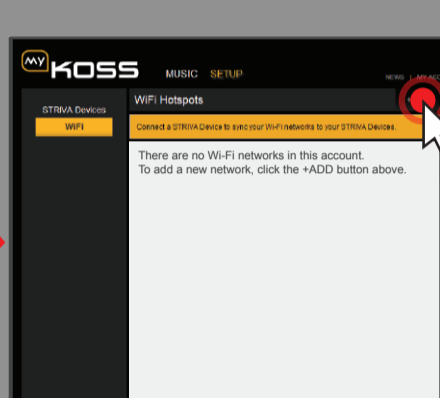 MY KOSS
MUSIC SETUP
NEWS | MY ACC
STRIVA Devices
WiFi
WiFi Hotspots
Connect a STRIVA Device to sync your Wi-Fi networks to your STRIVA Devices.
There are no Wi-Fi networks in this account.
To add a new network, click the +ADD button above.